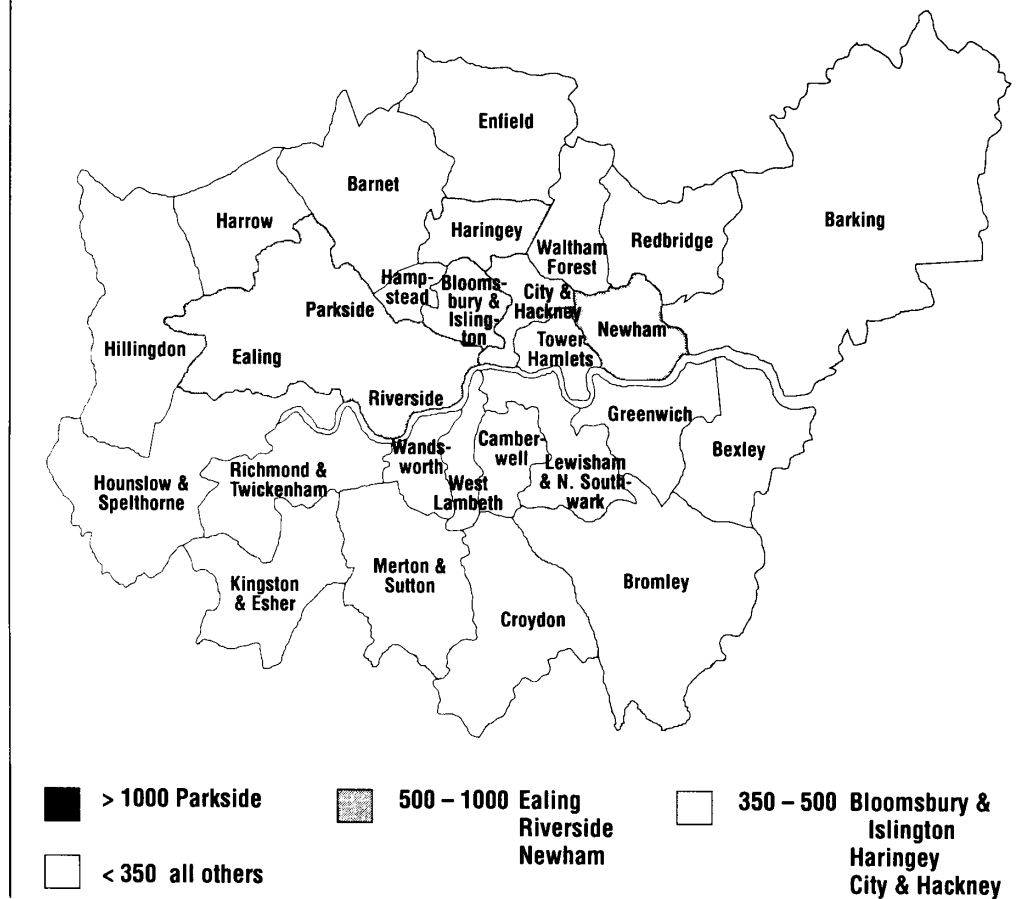 Enfield
Barnet
Harrow
Haringey
Waltham
Forest
Redbridge
Barking
Hamp-
stead
Blooms-
bury &
Isling-
ton
City &
Hackney
Parkside
Newham
Tower
Hamlets
Hillingdon
Ealing
Riverside
Greenwich
Bexley
Wands-
worth
Camber-
well
West
Lambeth
Lewisham
& N. South-
wark
Richmond &
Twickenham
Hounslow &
Spelthorne
Kingston
& Esher
Merton &
Sutton
Croydon
Bromley
> 1000 Parkside
500 – 1000 Ealing
Riverside
Newham
350 – 500 Bloomsbury &
Islington
Haringey
City & Hackney
< 350 all others